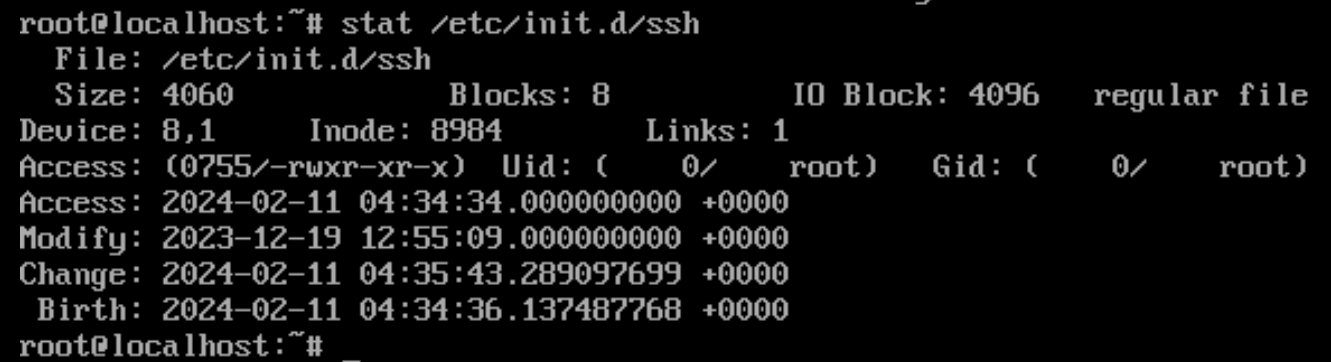 root@localhost:~# stat /etc/init.d/ssh
  File: /etc/init.d/ssh
  Size: 4060            Blocks: 8          IO Block: 4096   regular file
Device: 8,1     Inode: 8984        Links: 1
Access: (0755/-rwxr-xr-x)  Uid: (    0/    root)   Gid: (    0/    root)
Access: 2024-02-11 04:34:34.000000000 +0000
Modify: 2023-12-19 12:55:09.000000000 +0000
Change: 2024-02-11 04:35:43.289097699 +0000
 Birth: 2024-02-11 04:34:36.137487768 +0000
root@localhost:~# _